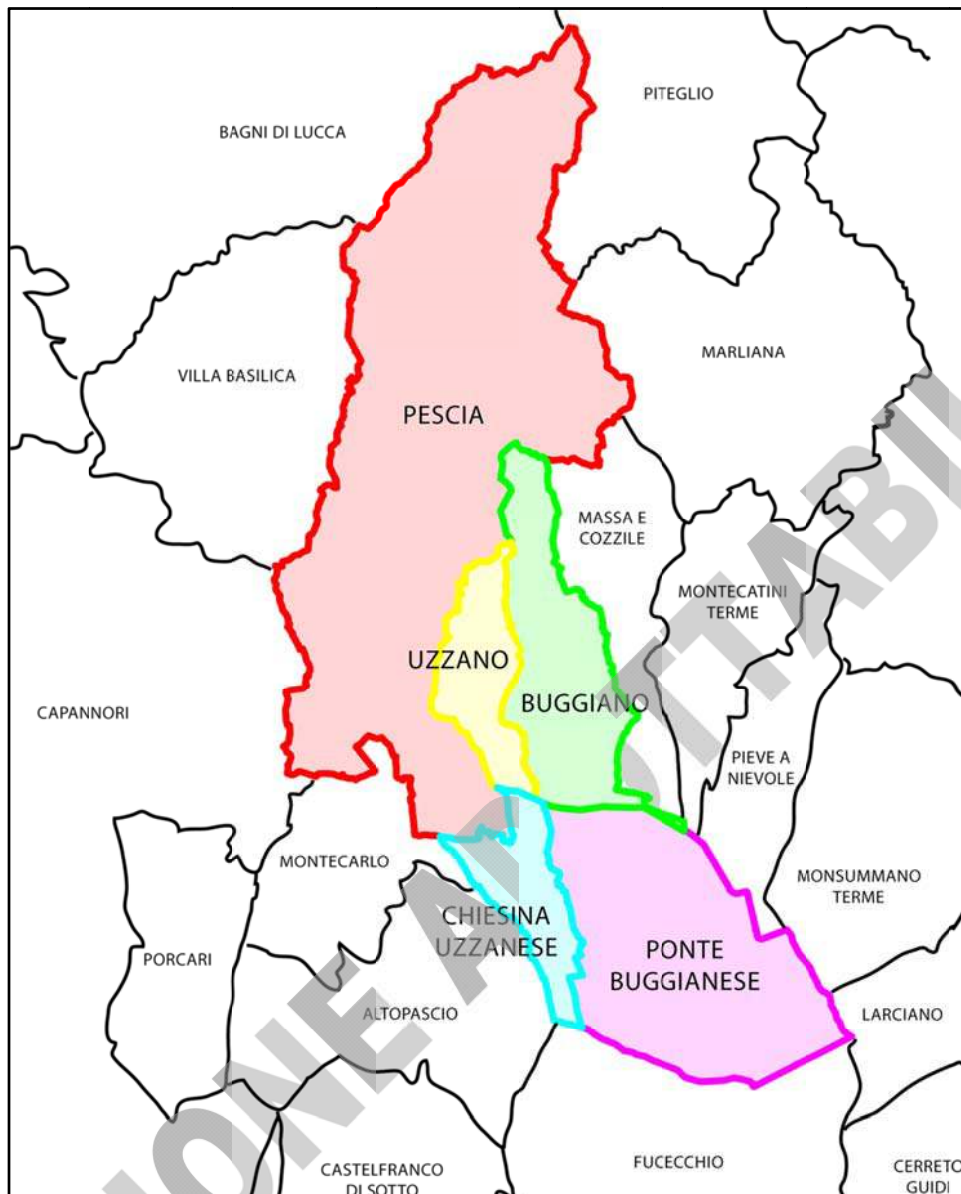 PITEGLIO
BAGNI DI LUCCA
MARLIANA
VILLA BASILICA
PESCIA
MASSA E
COZZILE
MONTECATINI
TERME
UZZANO
BUGGIANO
CAPANNORI
PIEVE A
NIEVOLE
MONTECARLO
MONSUMMANO
TERME
CHIESINA
UZZANESE
PONTE
BUGGIANESE
PORCARI
ALTOPASCIO
LARCIANO
FUCECCHIO
CASTELFRANCO
DI SOTTO
CERRETO
GUIDI